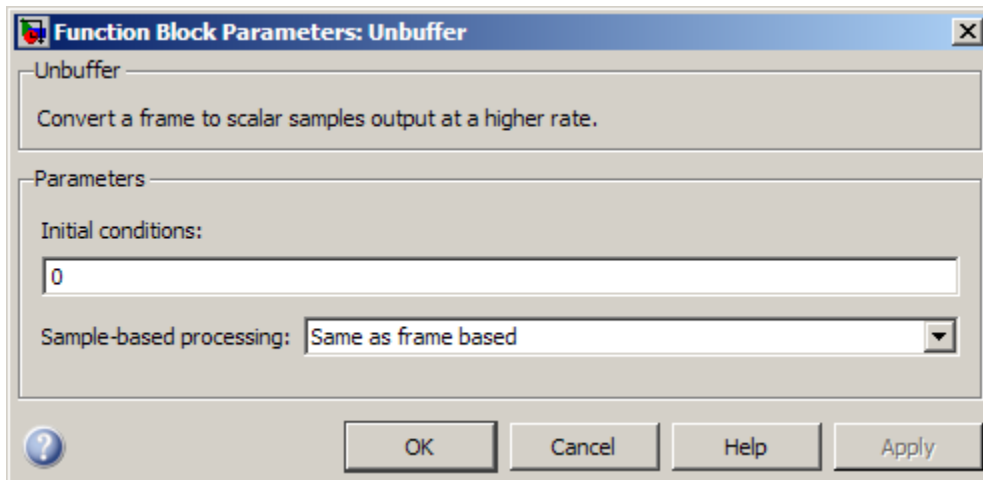 Function Block Parameters: Unbuffer
Unbuffer
Convert a frame to scalar samples output at a higher rate.
Parameters
Initial conditions:
0
Sample-based processing: Same as frame based
? OK Cancel Help Apply